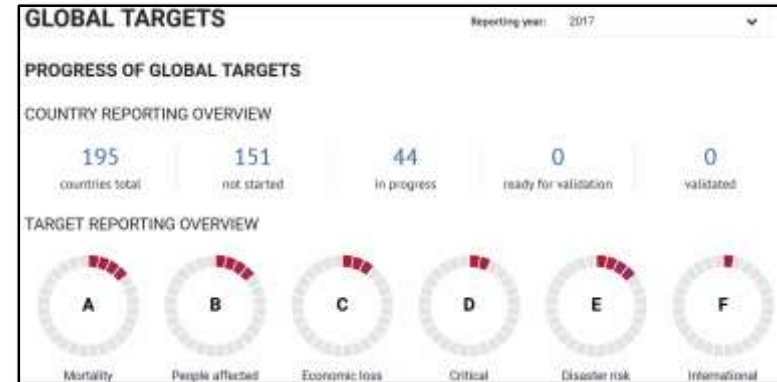 GLOBAL TARGETS
Reporting year: 2017
PROGRESS OF GLOBAL TARGETS
COUNTRY REPORTING OVERVIEW
195 151 44 0 0
countries total not started in progress ready for validation validated
TARGET REPORTING OVERVIEW
A B C D E F
Mortality People affected Economic loss Critical Disaster risk International